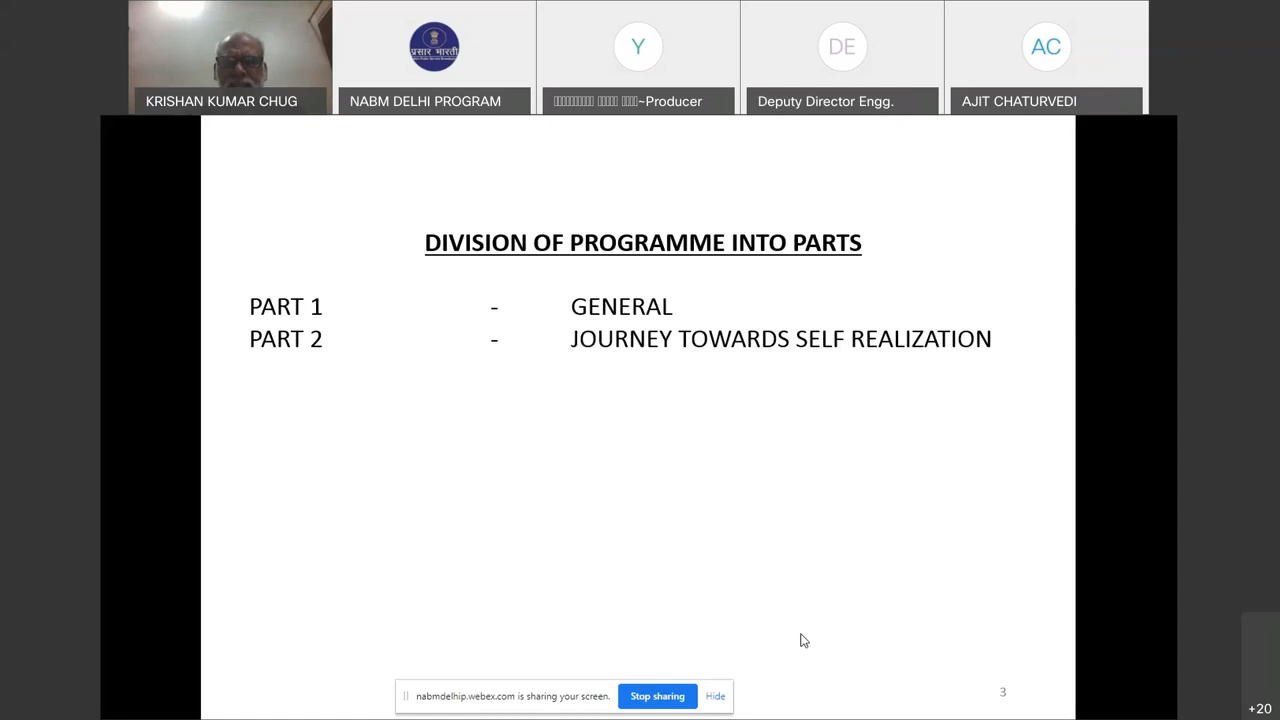 प्रसार भारती
Y
DE
AC
KRISHAN KUMAR CHUG
NABM DELHI PROGRAM
~Producer
Deputy Director Engg.
AJIT CHATURVEDI
DIVISION OF PROGRAMME INTO PARTS
PART 1 - GENERAL
PART 2 - JOURNEY TOWARDS SELF REALIZATION
nabmdelhip.webex.com is sharing your screen. Stop sharing Hide
3
+20